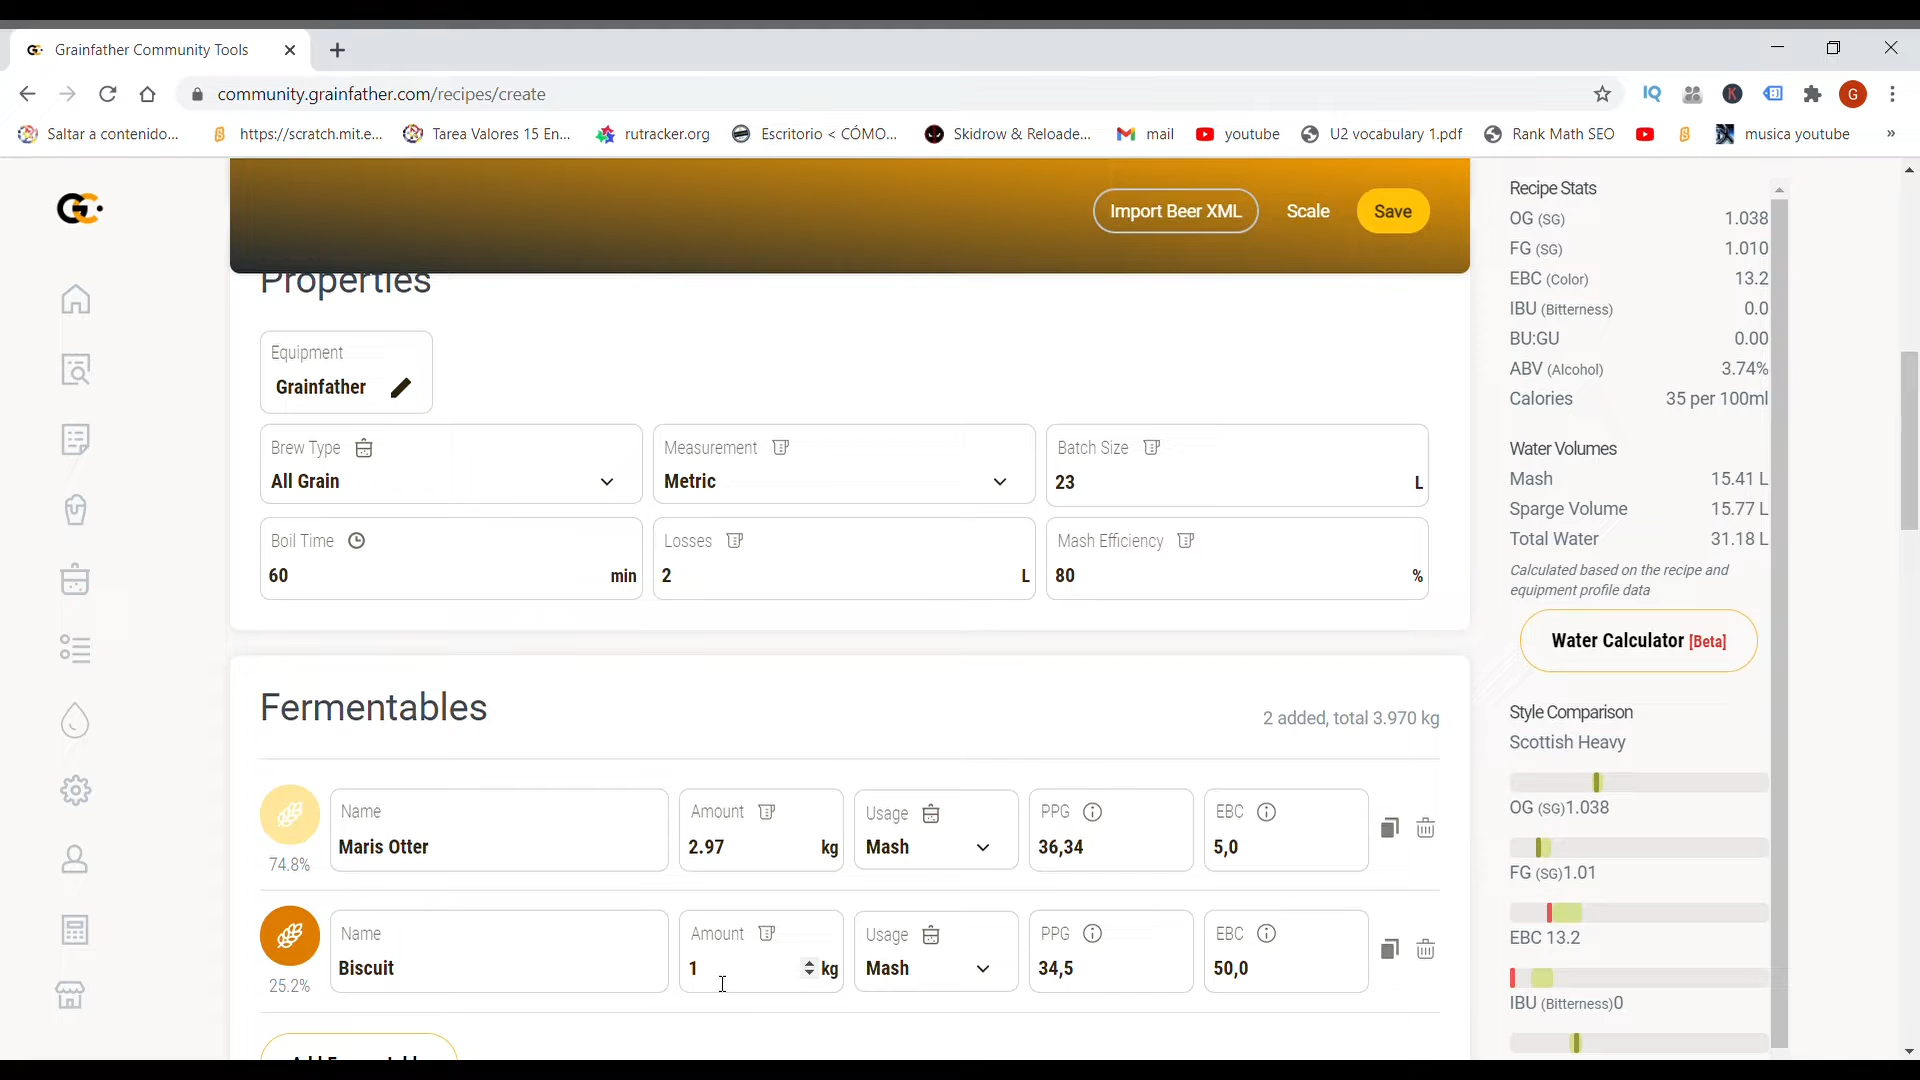 Grainfather Community Tools
community.grainfather.com/recipes/create
G
Saltar a contenido...
https://scratch.mit.e...
Tarea Valores 15 En...
rutracker.org
Escritorio < CÓMO...
Skidrow & Reloade...
mail
youtube
U2 vocabulary 1.pdf
Rank Math SEO
musica youtube
»
Import Beer XML
Scale
Save
Properties
Equipment
Grainfather
Brew Type
All Grain
Measurement
Metric
Batch Size
23 L
Boil Time
60 min
Losses
2 L
Mash Efficiency
80 %
Fermentables
2 added, total 3.970 kg
74.8%
Name
Maris Otter
Amount
2.97 kg
Usage
Mash
PPG
36,34
EBC
5,0
25.2%
Name
Biscuit
Amount
1 kg
Usage
Mash
PPG
34,5
EBC
50,0
Recipe Stats
OG (SG) 1.038
FG (SG) 1.010
EBC (Color) 13.2
IBU (Bitterness) 0.0
BU:GU 0.00
ABV (Alcohol) 3.74%
Calories 35 per 100ml
Water Volumes
Mash 15.41 L
Sparge Volume 15.77 L
Total Water 31.18 L
Calculated based on the recipe and
equipment profile data
Water Calculator [Beta]
Style Comparison
Scottish Heavy
OG (SG)1.038
FG (SG)1.01
EBC 13.2
IBU (Bitterness)0